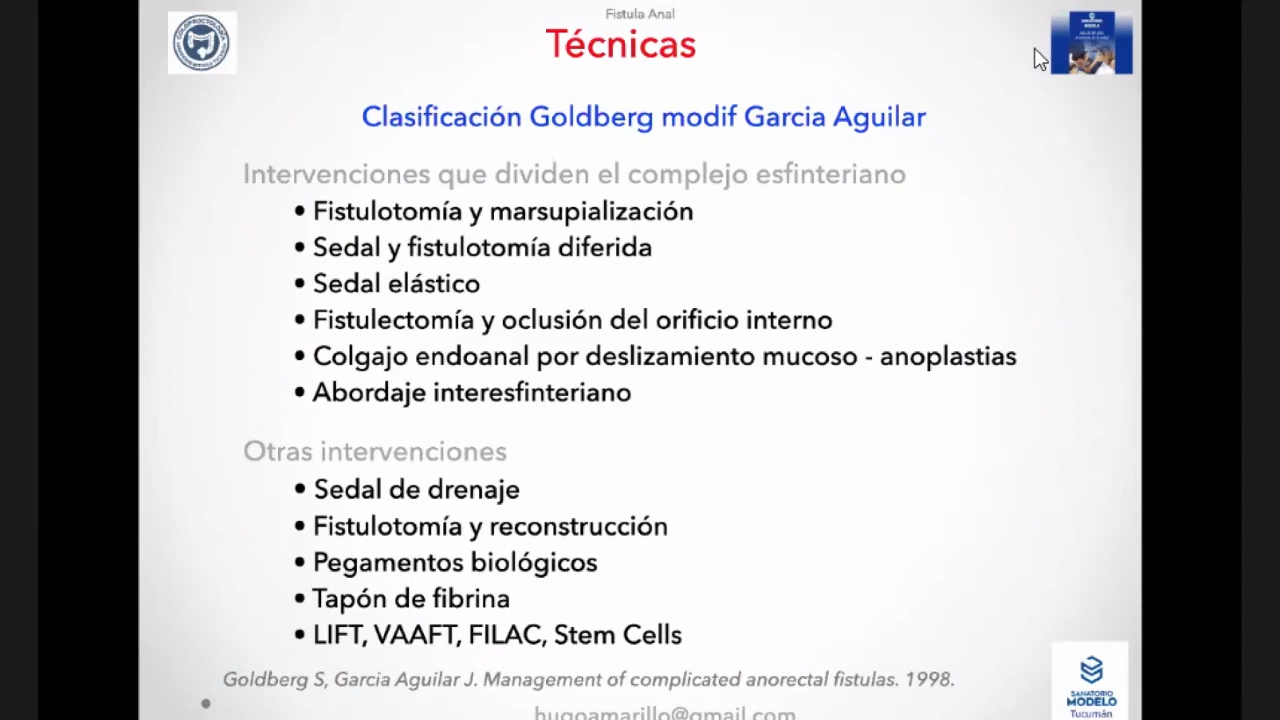 Fistula Anal
Técnicas
Clasificación Goldberg modif Garcia Aguilar
Intervenciones que dividen el complejo esfinteriano
• Fistulotomía y marsupialización
• Sedal y fistulotomía diferida
• Sedal elástico
• Fistulectomía y oclusión del orificio interno
• Colgajo endoanal por deslizamiento mucoso - anoplastias
• Abordaje interesfinteriano
Otras intervenciones
• Sedal de drenaje
• Fistulotomía y reconstrucción
• Pegamentos biológicos
• Tapón de fibrina
• LIFT, VAAFT, FILAC, Stem Cells
Goldberg S, Garcia Aguilar J. Management of complicated anorectal fistulas. 1998.
hugoamarillo@gmail.com
SANATORIO
MODELO
Tucumán